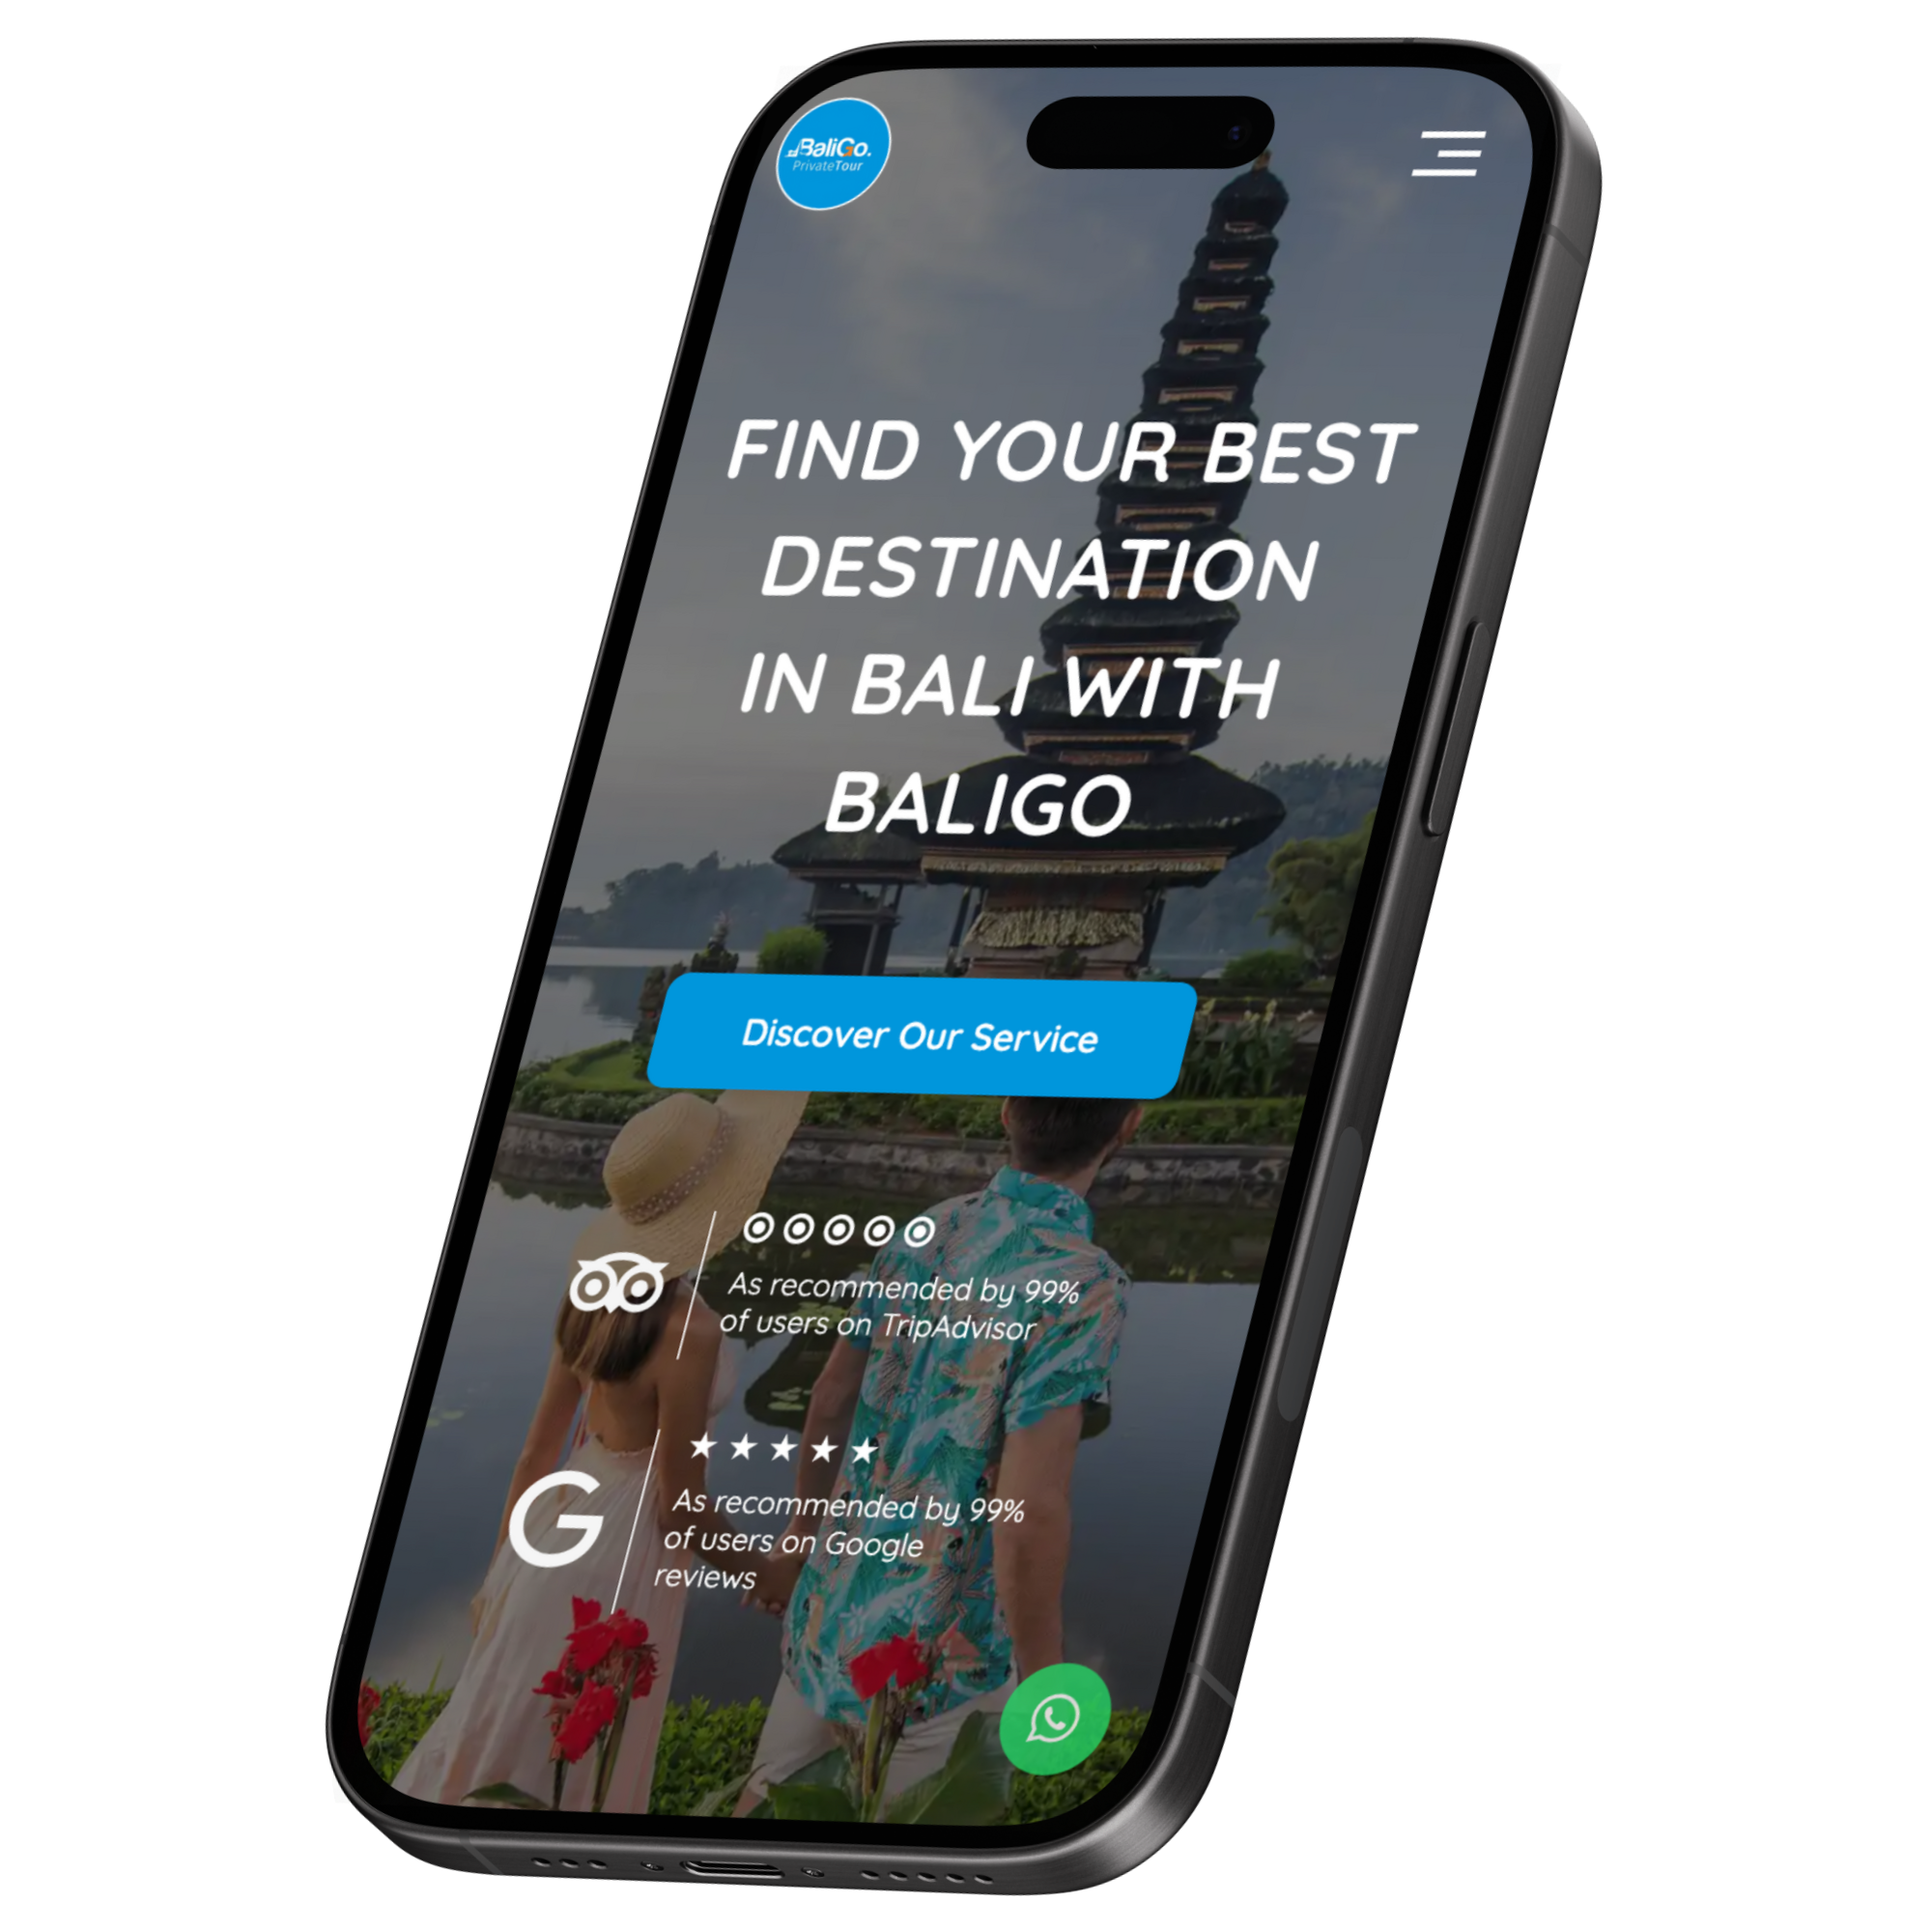 BaliGo.
PrivateTour
FIND YOUR BEST
DESTINATION
IN BALI WITH
BALIGO
Discover Our Service
As recommended by 99%
of users on TripAdvisor
G
As recommended by 99%
of users on Google
reviews